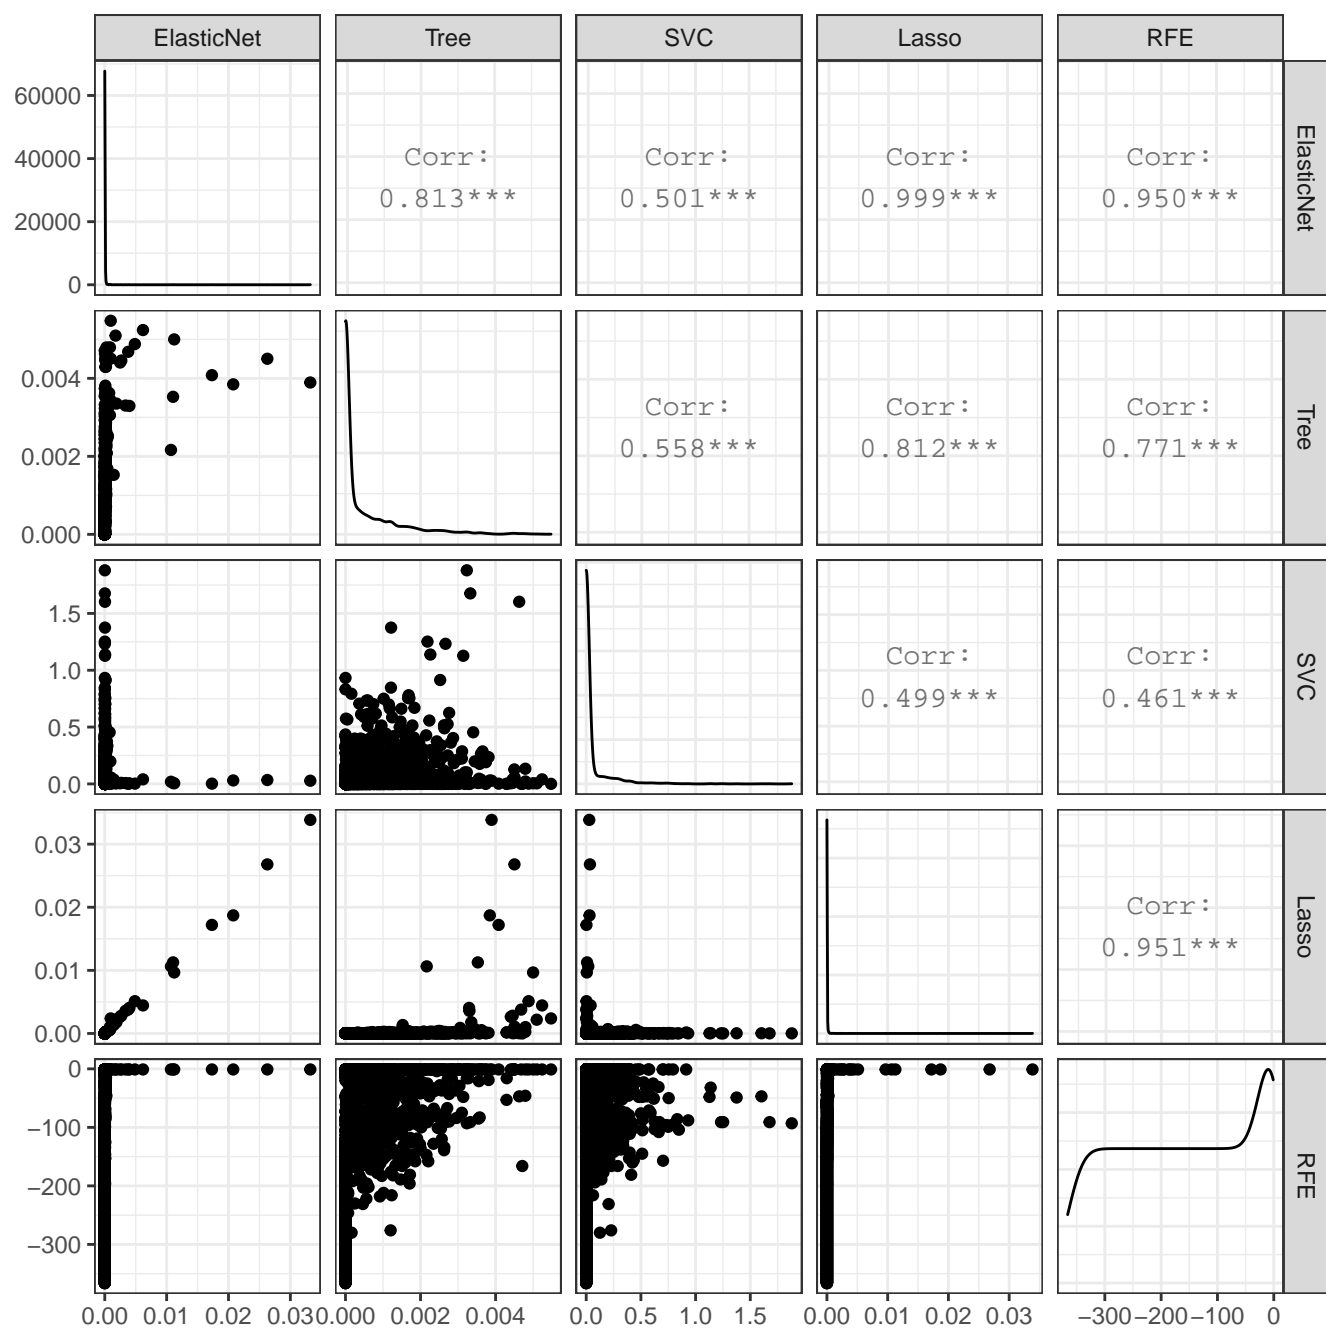 ElasticNet Tree SVC Lasso RFE
60000
40000
20000
0
Corr:
0.813***
Corr:
0.501***
Corr:
0.999***
Corr:
0.950***
ElasticNet
0.004
0.002
0.000
Corr:
0.558***
Corr:
0.812***
Corr:
0.771***
Tree
1.5
1.0
0.5
0.0
Corr:
0.499***
Corr:
0.461***
SVC
0.03
0.02
0.01
0.00
Corr:
0.951***
Lasso
0
−100
−200
−300
RFE
0.00 0.01 0.02 0.03 0.000 0.002 0.004 0.0 0.5 1.0 1.5 0.00 0.01 0.02 0.03 −300 −200 −100 0